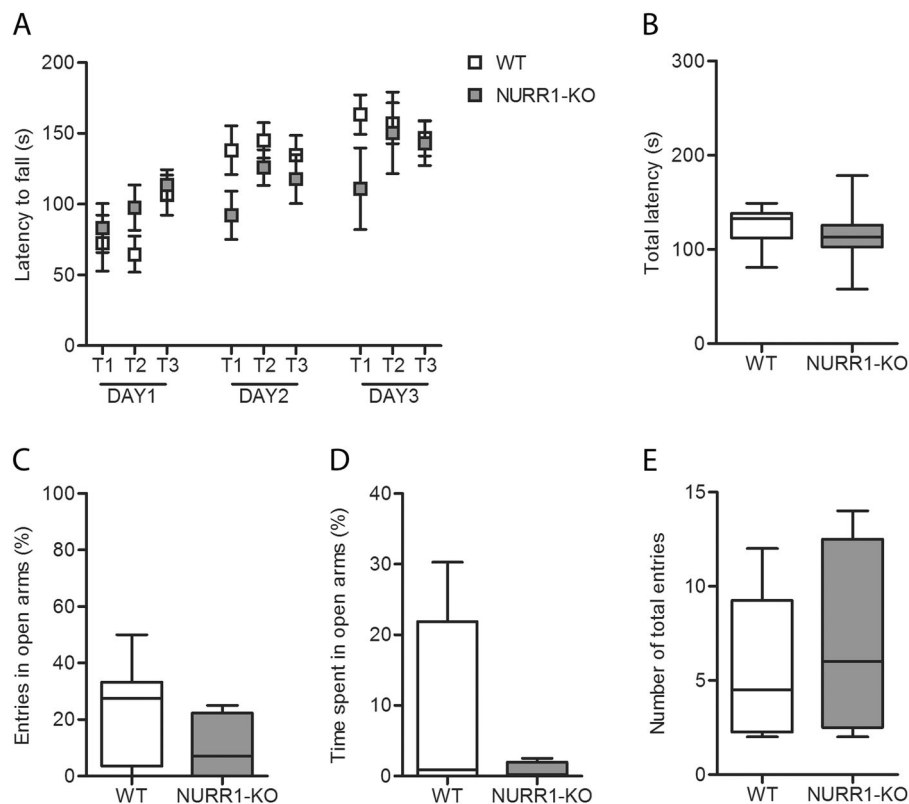 A
Latency to fall (s)
200
150
100
50
0
T1 T2 T3 T1 T2 T3 T1 T2 T3
DAY1 DAY2 DAY3
WT
NURR1-KO
B
Total latency (s)
300
200
100
0
WT NURR1-KO
C
Entries in open arms (%)
100
80
60
40
20
0
WT NURR1-KO
D
Time spent in open arms (%)
40
30
20
10
0
WT NURR1-KO
E
Number of total entries
15
10
5
0
WT NURR1-KO